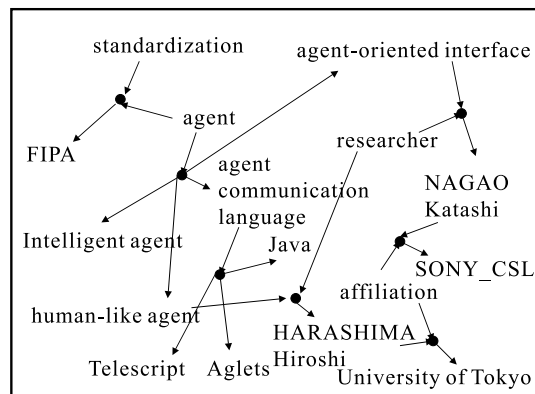 standardization
agent-oriented interface
agent
researcher
FIPA
agent
communication
language
NAGAO
Katashi
Intelligent agent
Java
SONY_CSL
affiliation
human-like agent
HARASHIMA
Hiroshi
Telescript
Aglets
University of Tokyo